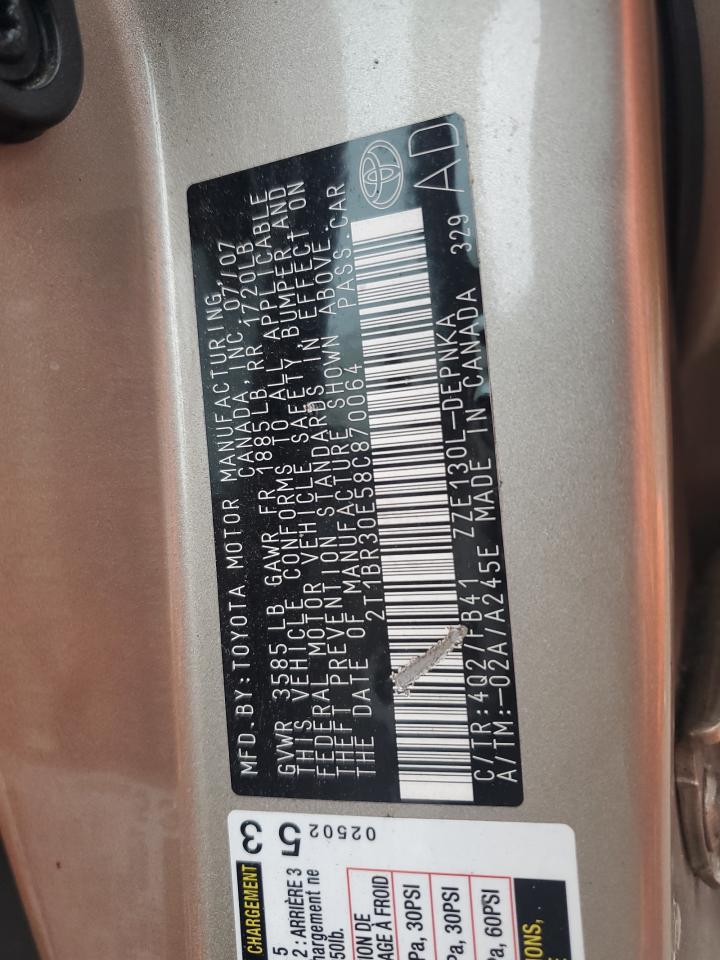 MFD BY: TOYOTA MOTOR MANUFACTURING,
CANADA, INC. 07/07
GVWR 3585 LB GAWR FR 1885LB, RR 1720LB
THIS VEHICLE CONFORMS TO ALL APPLICABLE
FEDERAL MOTOR VEHICLE SAFETY, BUMPER AND
THEFT PREVENTION STANDARDS IN EFFECT ON
THE DATE OF MANUFACTURE SHOWN ABOVE.
2T1BR30E58C870064 PASS.CAR
C/TR:4Q2/FB41 ZZE130L-DEPNKA 329 AD
A/TM:-02A/A245E MADE IN CANADA
CHARGEMENT
3 5
02502
5
2 : ARRIÈRE 3
hargement ne
50lb.
ION DE
AGE À FROID
Pa, 30PSI
Pa, 30PSI
Pa, 60PSI
IONS,